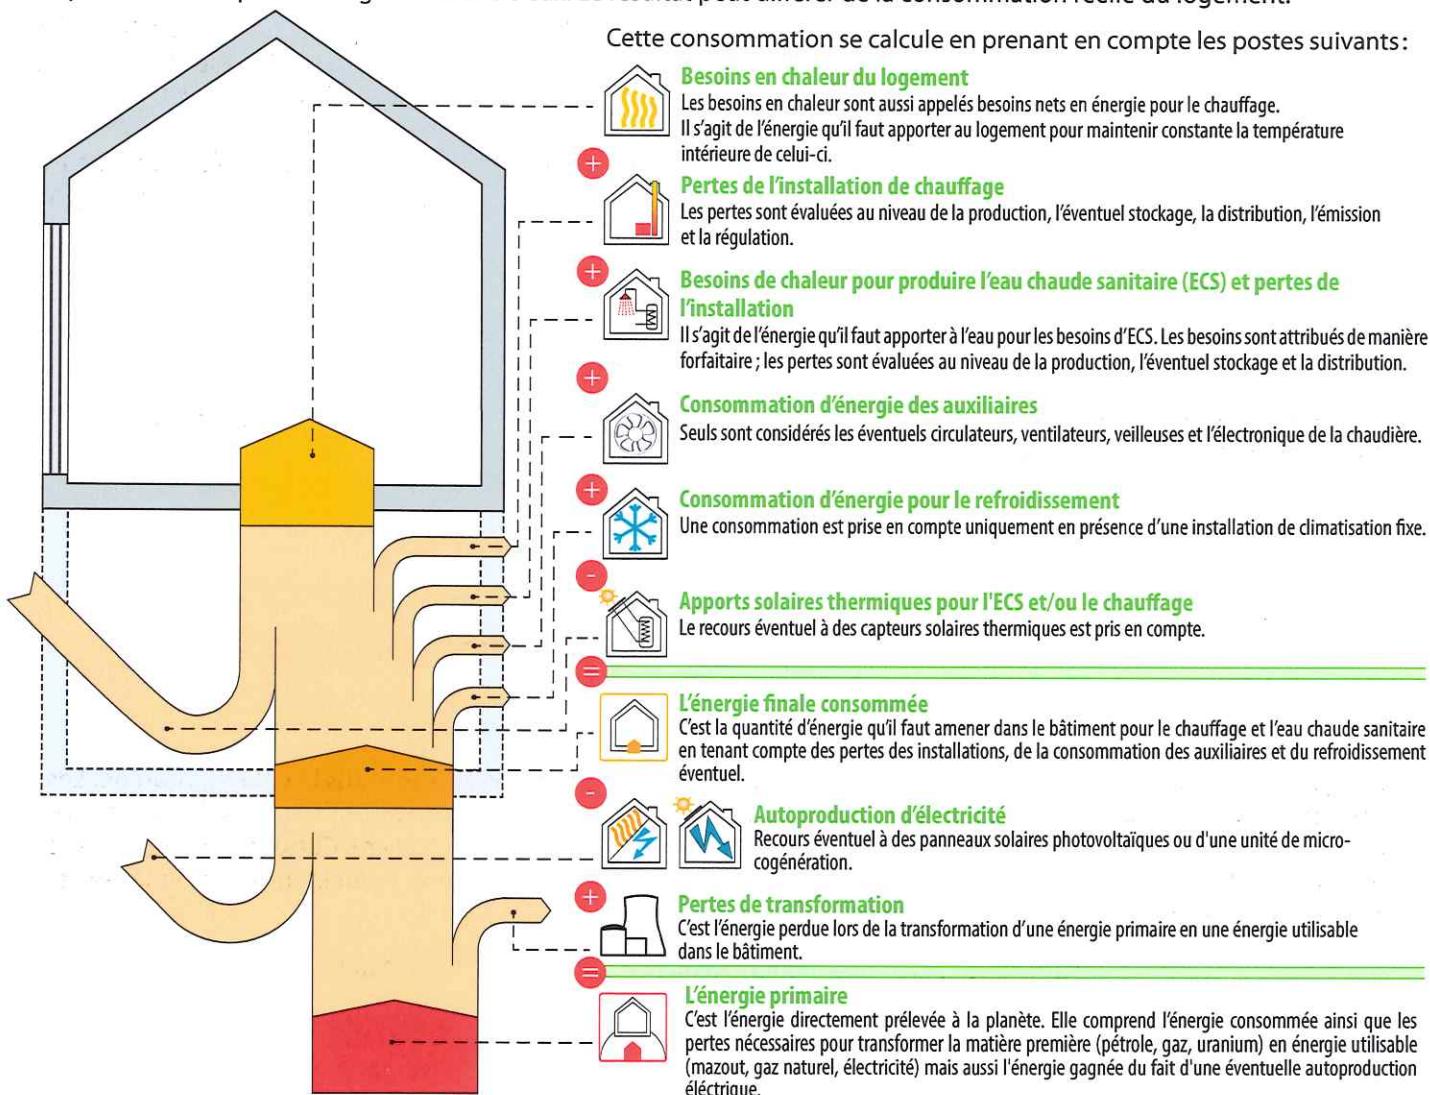 résultat peut différer de la consommation réelle du logement.
Cette consommation se calcule en prenant en compte les postes suivants :
Besoins en chaleur du logement
Les besoins en chaleur sont aussi appelés besoins nets en énergie pour le chauffage.
Il s'agit de l'énergie qu'il faut apporter au logement pour maintenir constante la température
intérieure de celui-ci.
+
Pertes de l'installation de chauffage
Les pertes sont évaluées au niveau de la production, l'éventuel stockage, la distribution, l'émission
et la régulation.
+
Besoins de chaleur pour produire l'eau chaude sanitaire (ECS) et pertes de
l'installation
Il s'agit de l'énergie qu'il faut apporter à l'eau pour les besoins d'ECS. Les besoins sont attribués de manière
forfaitaire ; les pertes sont évaluées au niveau de la production, l'éventuel stockage et la distribution.
+
Consommation d'énergie des auxiliaires
Seuls sont considérés les éventuels circulateurs, ventilateurs, veilleuses et l'électronique de la chaudière.
+
Consommation d'énergie pour le refroidissement
Une consommation est prise en compte uniquement en présence d'une installation de climatisation fixe.
-
Apports solaires thermiques pour l'ECS et/ou le chauffage
Le recours éventuel à des capteurs solaires thermiques est pris en compte.
=
L'énergie finale consommée
C'est la quantité d'énergie qu'il faut amener dans le bâtiment pour le chauffage et l'eau chaude sanitaire
en tenant compte des pertes des installations, de la consommation des auxiliaires et du refroidissement
éventuel.
-
Autoproduction d'électricité
Recours éventuel à des panneaux solaires photovoltaïques ou d'une unité de micro-
cogénération.
+
Pertes de transformation
C'est l'énergie perdue lors de la transformation d'une énergie primaire en une énergie utilisable
dans le bâtiment.
=
L'énergie primaire
C'est l'énergie directement prélevée à la planète. Elle comprend l'énergie consommée ainsi que les
pertes nécessaires pour transformer la matière première (pétrole, gaz, uranium) en énergie utilisable
(mazout, gaz naturel, électricité) mais aussi l'énergie gagnée du fait d'une éventuelle autoproduction
éléctrique.